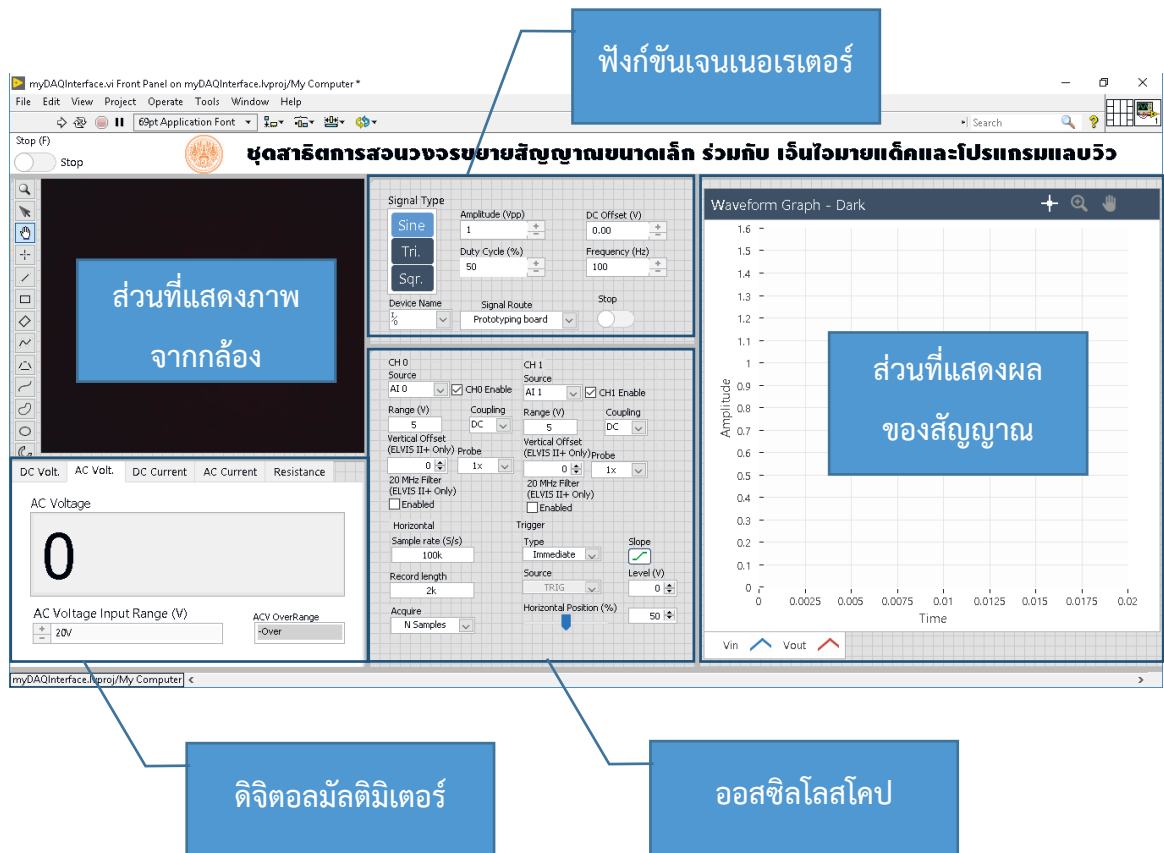 ฟังก์ขันเจนเนอเรเตอร์
myDAQInterface.vi Front Panel on myDAQInterface.lvproj/My Computer *
File Edit View Project Operate Tools Window Help
69pt Application Font
Search
Stop (F)
Stop
ชุดสาธิตการสอนวงจรขยายสัญญาณขนาดเล็ก ร่วมกับ เอ็นไอมายแด็คและโปรแกรมแลบวิว
ส่วนที่แสดงภาพ
จากกล้อง
Signal Type
Sine
Tri.
Sqr.
Amplitude (Vpp)
1
DC Offset (V)
0.00
Duty Cycle (%)
50
Frequency (Hz)
100
Device Name
I/0
Signal Route
Prototyping board
Stop
CH 0
Source
AI 0
CH0 Enable
Range (V)
5
Coupling
DC
Vertical Offset
(ELVIS II+ Only)
0
Probe
1x
20 MHz Filter
(ELVIS II+ Only)
Enabled
CH 1
Source
AI 1
CH1 Enable
Range (V)
5
Coupling
DC
Vertical Offset
(ELVIS II+ Only)
0
Probe
1x
20 MHz Filter
(ELVIS II+ Only)
Enabled
Horizontal
Sample rate (S/s)
100k
Record length
2k
Acquire
N Samples
Trigger
Type
Immediate
Slope
Source
TRIG
Level (V)
0
Horizontal Position (%)
50
Waveform Graph - Dark
1.6
1.5
1.4
1.3
1.2
1.1
1
0.9
0.8
0.7
0.6
0.5
0.4
0.3
0.2
0.1
0
Amplitude
0 0.0025 0.005 0.0075 0.01 0.0125 0.015 0.0175 0.02
Time
ส่วนที่แสดงผล
ของสัญญาณ
Vin Vout
DC Volt. AC Volt. DC Current AC Current Resistance
AC Voltage
0
AC Voltage Input Range (V)
20V
ACV OverRange
-Over
myDAQInterface.lvproj/My Computer
ดิจิตอลมัลติมิเตอร์
ออสซิลโลสโคป